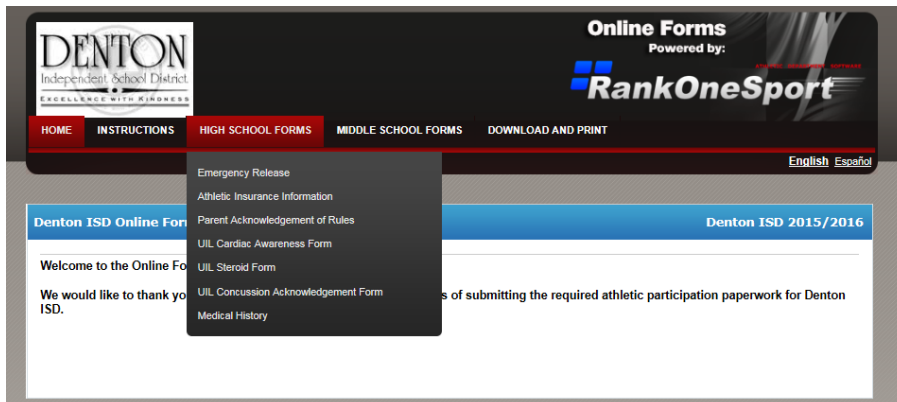 DENTON
Independent School District
EXCELLENCE WITH KINDNESS
Online Forms
Powered by:
RankOneSport
HOME INSTRUCTIONS HIGH SCHOOL FORMS MIDDLE SCHOOL FORMS DOWNLOAD AND PRINT
English Español
Emergency Release
Athletic Insurance Information
Parent Acknowledgement of Rules
UIL Cardiac Awareness Form
UIL Steroid Form
UIL Concussion Acknowledgement Form
Medical History
Denton ISD Online For Denton ISD 2015/2016
Welcome to the Online Fo
We would like to thank yo s of submitting the required athletic participation paperwork for Denton
ISD.